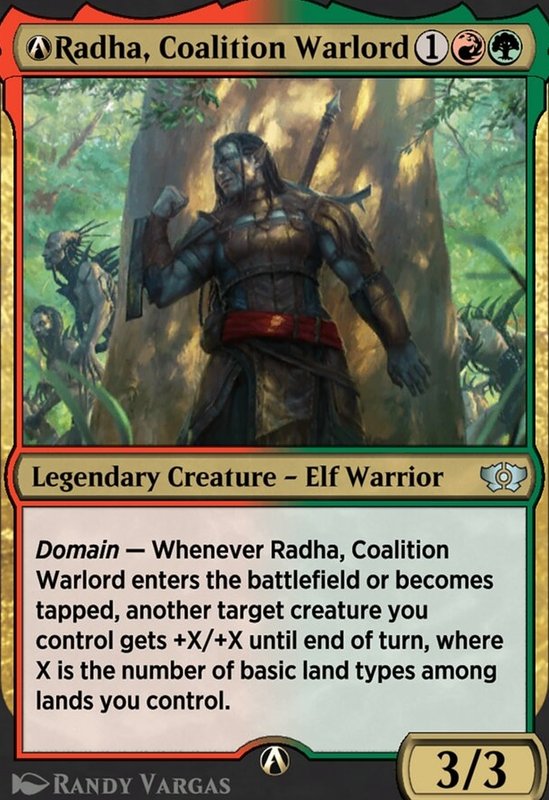 Radha, Coalition Warlord 1
Legendary Creature – Elf Warrior
Domain — Whenever Radha, Coalition
Warlord enters the battlefield or becomes
tapped, another target creature you
control gets +X/+X until end of turn, where
X is the number of basic land types among
lands you control.
3/3
RANDY VARGAS